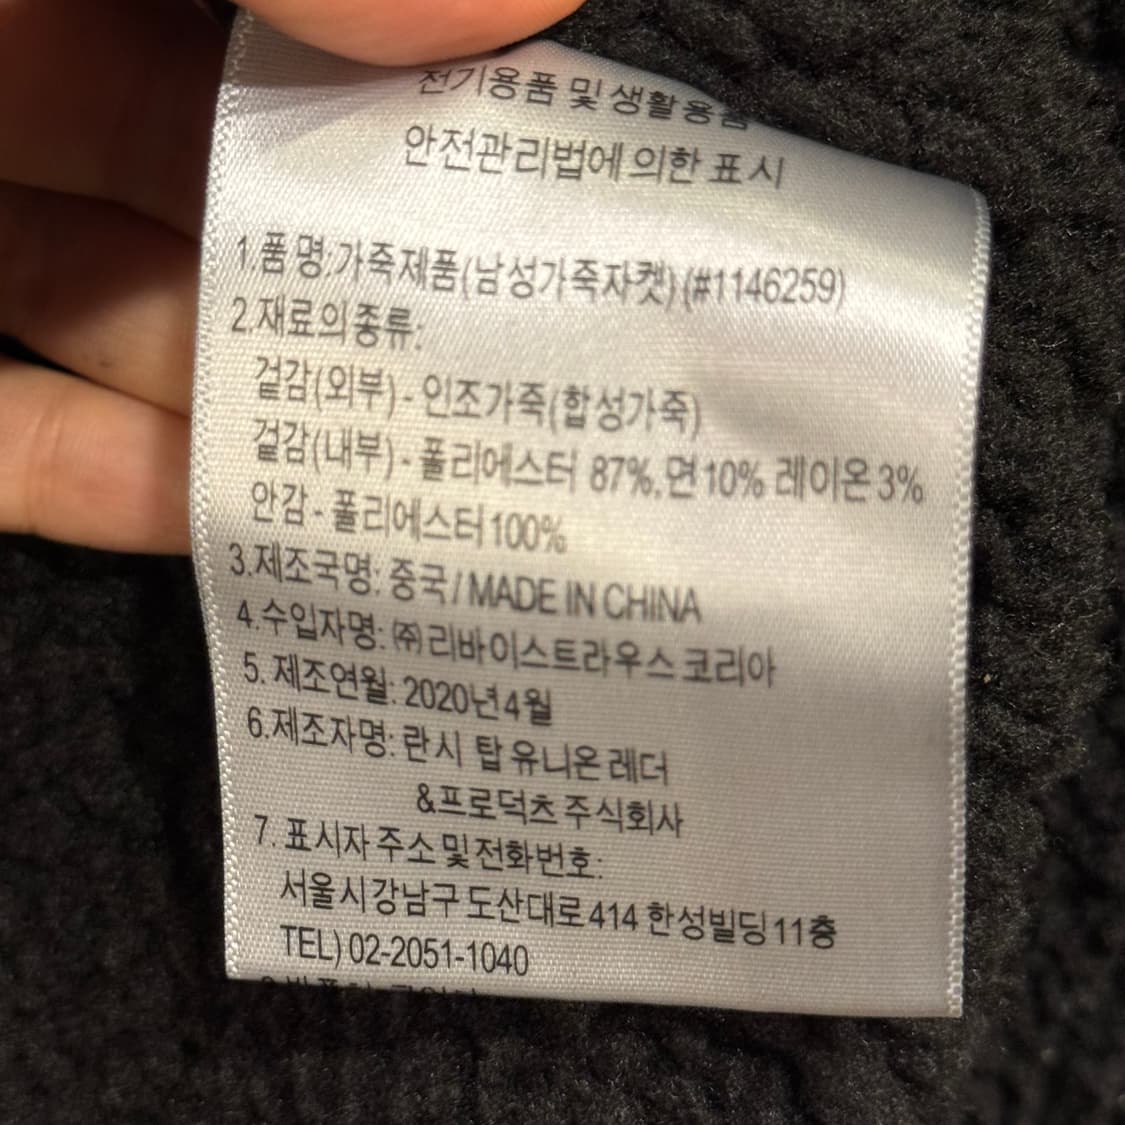 전기용품 및 생활용품
안전관리법에 의한 표시
1.품 명:가죽제품(남성가죽자켓)(#1146259)
2.재료의종류:
겉감(외부) - 인조가죽(합성가죽)
겉감(내부) - 폴리에스터 87%,면10% 레이온3%
안감 - 폴리에스터100%
3.제조국명: 중국/MADE IN CHINA
4.수입자명: ㈜리바이스트라우스코리아
5. 제조연월: 2020년4월
6.제조자명: 란시 탑 유니온 레더
&프로덕츠 주식회사
7. 표시자 주소 및 전화번호:
서울시강남구 도산대로414 한성빌딩11층
TEL) 02-2051-1040